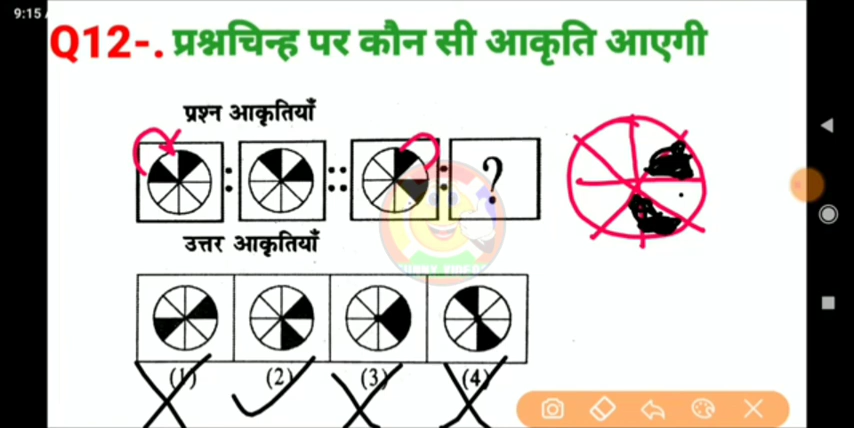 9:15
Q12-. प्रश्नचिन्ह पर कौन सी आकृति आएगी
प्रश्न आकृतियाँ
: :: : ?
उत्तर आकृतियाँ
(1) (2) (3) (4)